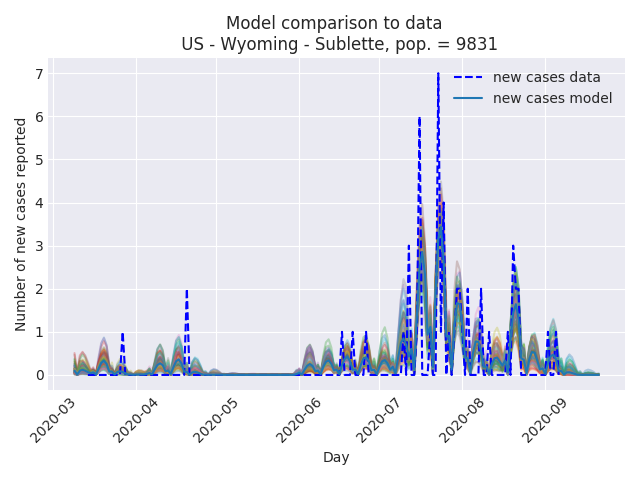 Model comparison to data
US - Wyoming - Sublette, pop. = 9831
new cases data
new cases model
Number of new cases reported
7
6
5
4
3
2
1
0
2020-03
2020-04
2020-05
2020-06
2020-07
2020-08
2020-09
Day